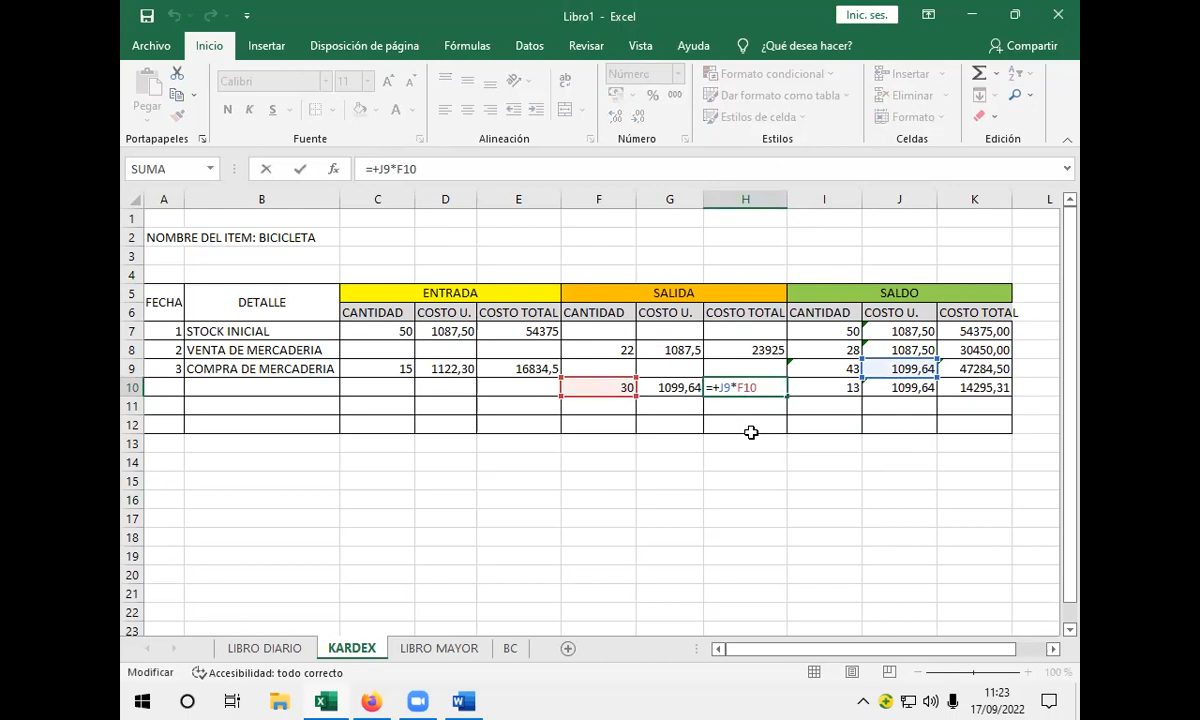 Libro1 - Excel
Inic. ses.
Archivo Inicio Insertar Disposición de página Fórmulas Datos Revisar Vista Ayuda ¿Qué desea hacer? Compartir
Pegar
Calibri 11
N K S
Número
% 000
Formato condicional
Dar formato como tabla
Estilos de celda
Insertar
Eliminar
Formato
Portapapeles Fuente Alineación Número Estilos Celdas Edición
SUMA fx =+J9*F10
A B C D E F G H I J K L
1
2 NOMBRE DEL ITEM: BICICLETA
3
4
5 FECHA DETALLE ENTRADA SALIDA SALDO
6 CANTIDAD COSTO U. COSTO TOTAL CANTIDAD COSTO U. COSTO TOTAL CANTIDAD COSTO U. COSTO TOTAL
7 1 STOCK INICIAL 50 1087,50 54375 50 1087,50 54375,00
8 2 VENTA DE MERCADERIA 22 1087,5 23925 28 1087,50 30450,00
9 3 COMPRA DE MERCADERIA 15 1122,30 16834,5 43 1099,64 47284,50
10 30 1099,64 =+J9*F10 13 1099,64 14295,31
11
12
13
14
15
16
17
18
19
20
21
22
23
LIBRO DIARIO KARDEX LIBRO MAYOR BC
Modificar Accesibilidad: todo correcto 100 %
11:23
17/09/2022